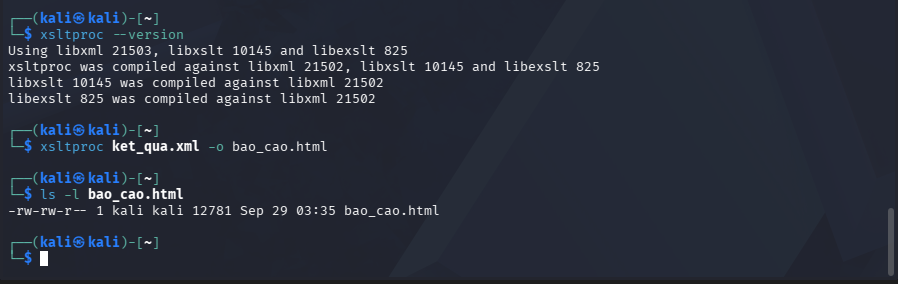 ┌──(kali㉿kali)-[~]
└─$ xsltproc --version
Using libxml 21503, libxslt 10145 and libexslt 825
xsltproc was compiled against libxml 21502, libxslt 10145 and libexslt 825
libxslt 10145 was compiled against libxml 21502
libexslt 825 was compiled against libxml 21502
┌──(kali㉿kali)-[~]
└─$ xsltproc ket_qua.xml -o bao_cao.html
┌──(kali㉿kali)-[~]
└─$ ls -l bao_cao.html
-rw-rw-r-- 1 kali kali 12781 Sep 29 03:35 bao_cao.html
┌──(kali㉿kali)-[~]
└─$